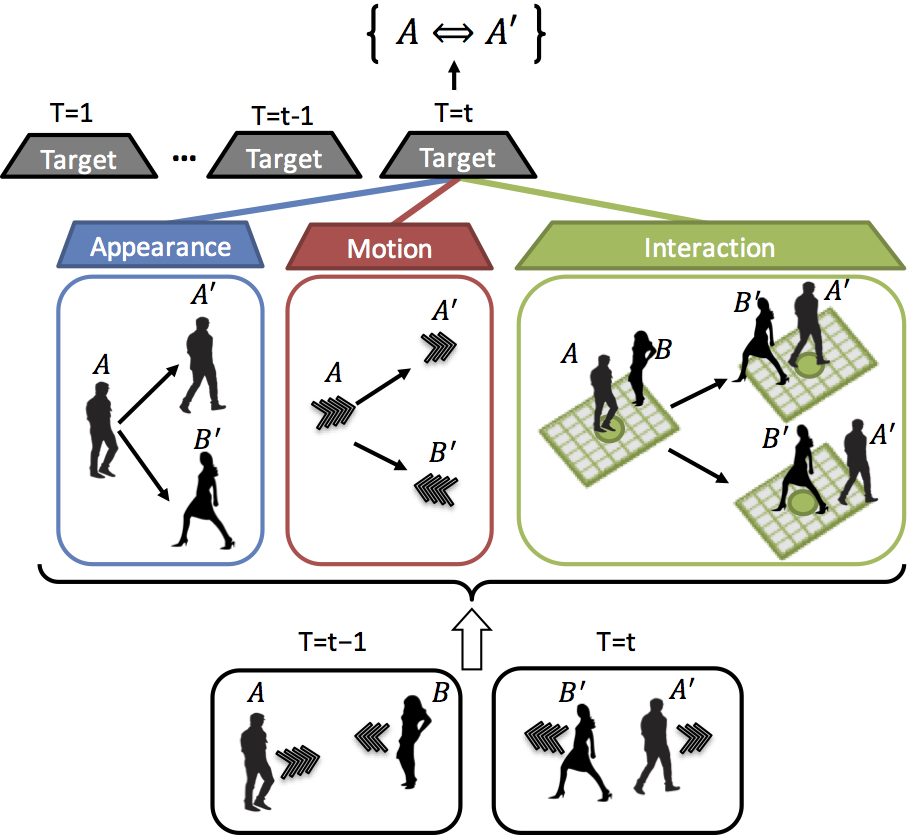 { A ⟺ A′ }
T=1
T=t-1
T=t
Target
...
Target
Target
Appearance
Motion
Interaction
A′
A
B′
A′
A
B′
A′
B′
A
B
B′
A′
T=t−1
T=t
A
B
B′
A′